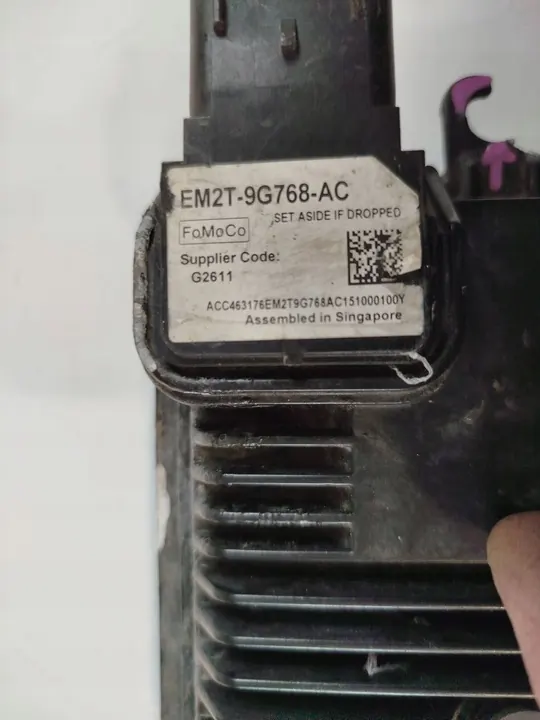 EM2T-9G768-AC
SET ASIDE IF DROPPED
FoMoCo
Supplier Code:
G2611
ACC463176EM2T9G768AC151000100Y
Assembled in Singapore